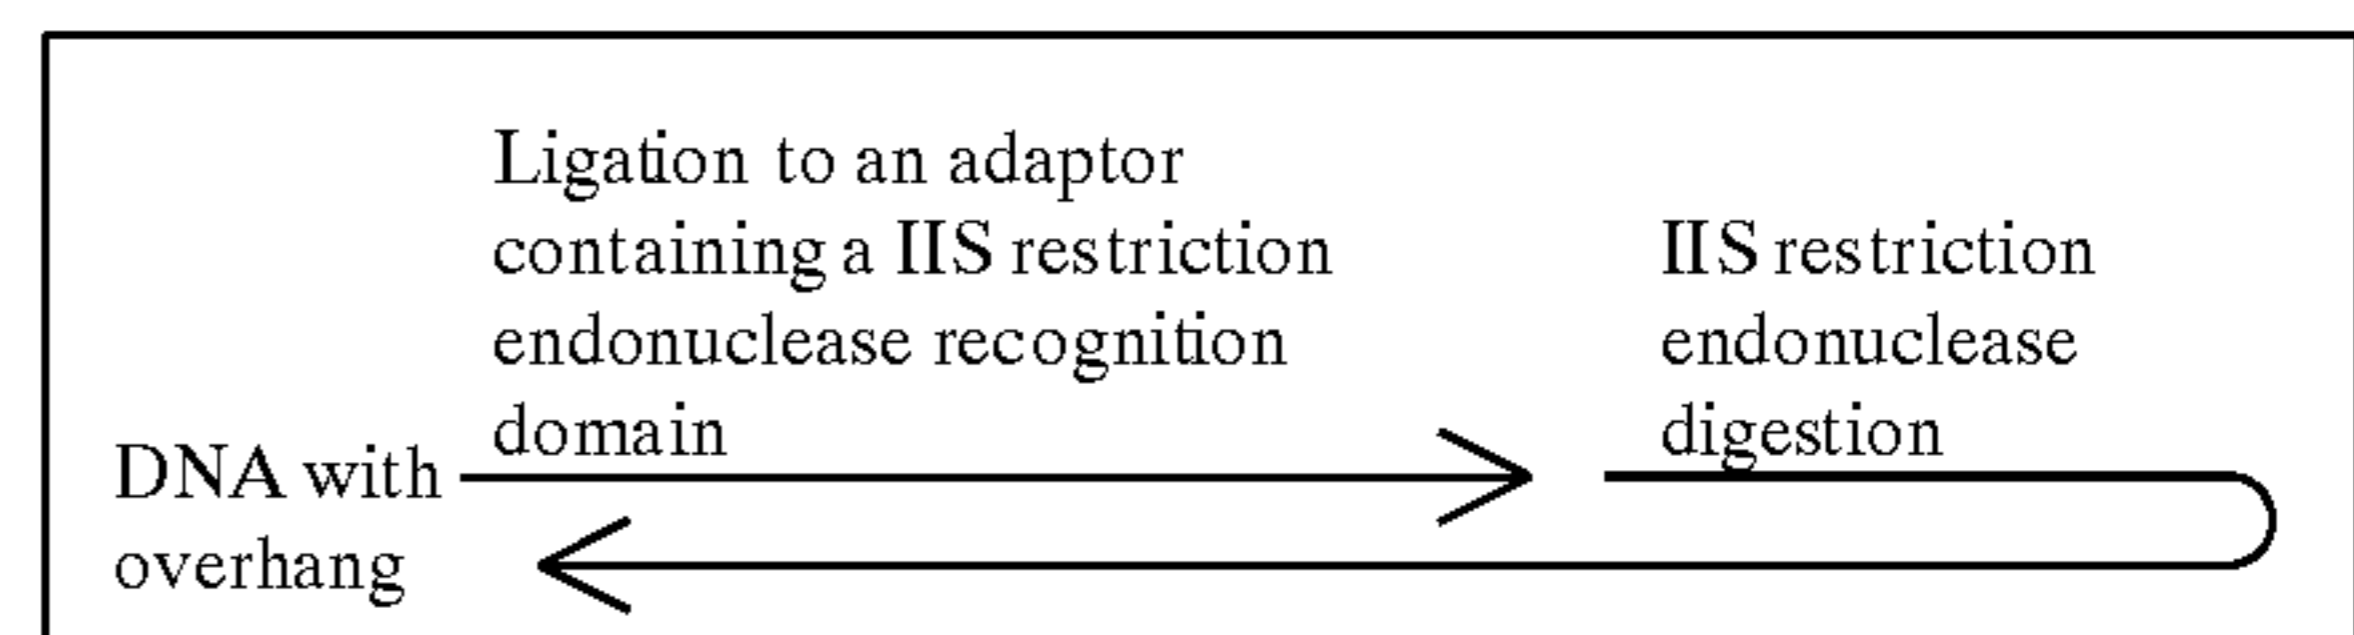 Ligation to an adaptor
containing a IIS restriction
endonuclease recognition
domain
IIS restriction
endonuclease
digestion
DNA with
overhang